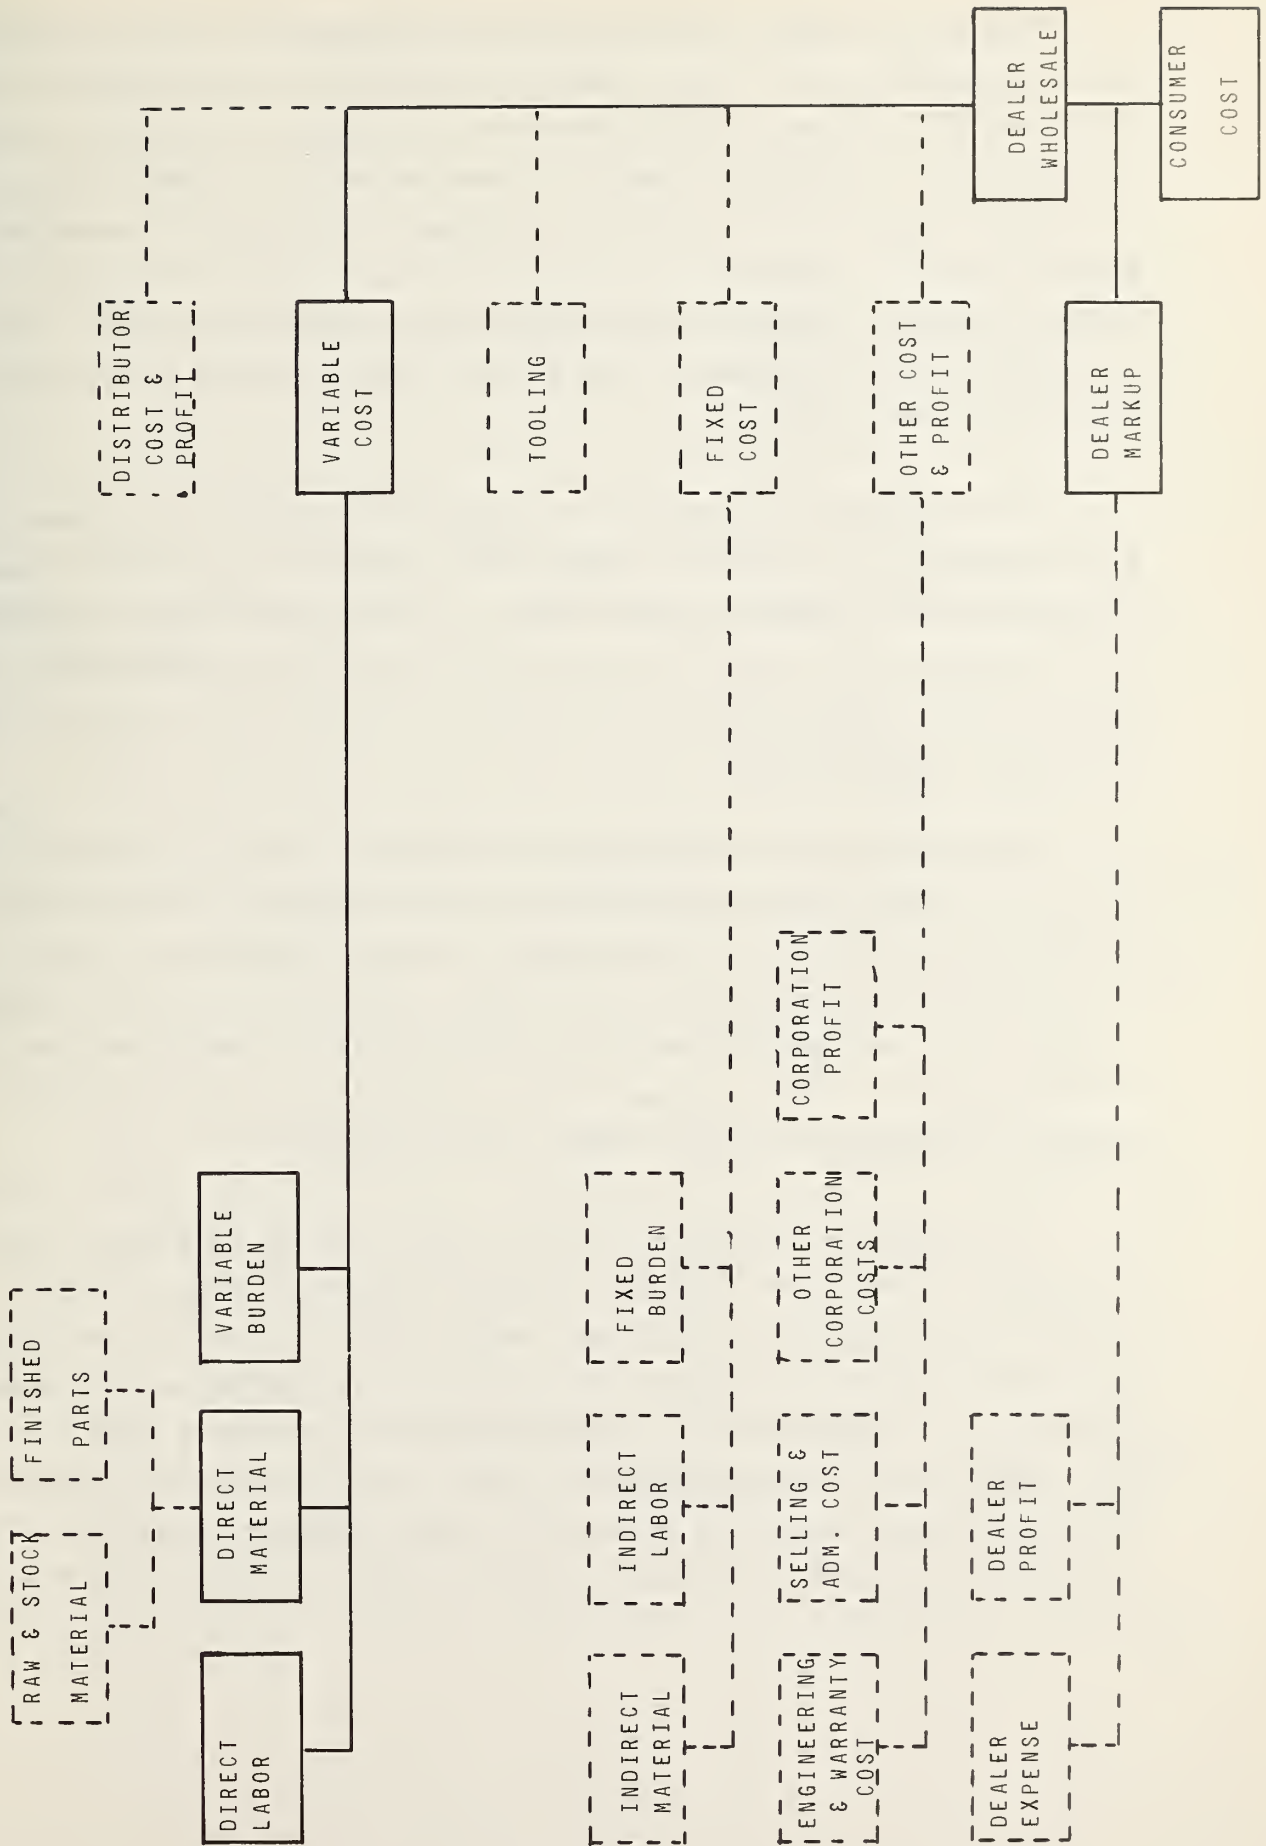 RAW & STOCK
MATERIAL
FINISHED
PARTS
DISTRIBUTOR
COST &
PROFIT
DIRECT
LABOR
DIRECT
MATERIAL
VARIABLE
BURDEN
VARIABLE
COST
TOOLING
INDIRECT
MATERIAL
INDIRECT
LABOR
FIXED
BURDEN
FIXED
COST
ENGINEERING
& WARRANTY
COST
SELLING &
ADM. COST
OTHER
CORPORATION
COSTS
CORPORATION
PROFIT
OTHER COST
& PROFIT
DEALER
EXPENSE
DEALER
PROFIT
DEALER
MARKUP
DEALER
WHOLESALE
CONSUMER
COST